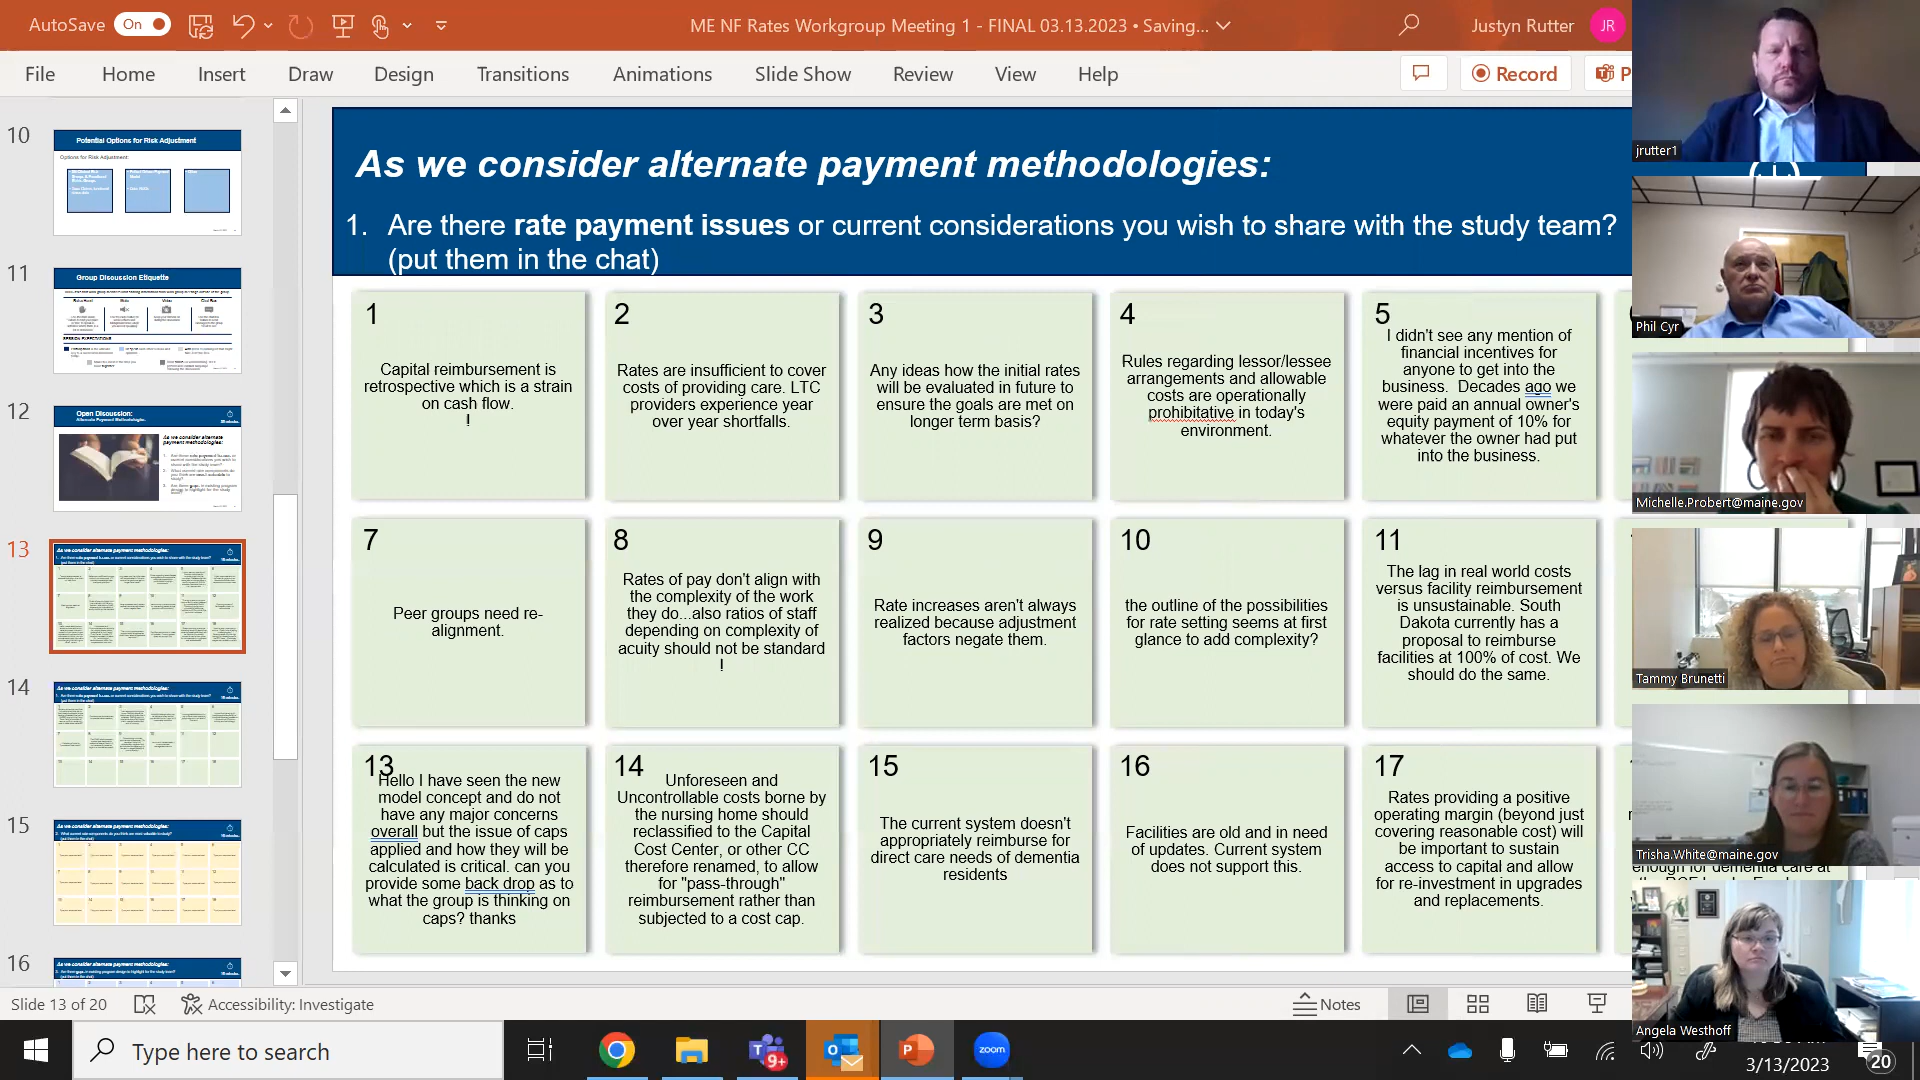 AutoSave On
ME NF Rates Workgroup Meeting 1 - FINAL 03.13.2023 • Saving...
Justyn Rutter JR
File Home Insert Draw Design Transitions Animations Slide Show Review View Help
Record
P
10
Potential Options for Risk Adjustment
Options for Risk Adjustment:
11
Group Discussion Etiquette
12
Open Discussion:
Alternate Payment Methodologies
As we consider alternate
payment methodologies:
13
14
15
16
As we consider alternate payment methodologies:
1. Are there rate payment issues or current considerations you wish to share with the study team?
(put them in the chat)
1
Capital reimbursement is
retrospective which is a strain
on cash flow.
!
2
Rates are insufficient to cover
costs of providing care. LTC
providers experience year
over year shortfalls.
3
Any ideas how the initial rates
will be evaluated in future to
ensure the goals are met on
longer term basis?
4
Rules regarding lessor/lessee
arrangements and allowable
costs are operationally
prohibitative in today's
environment.
5
I didn't see any mention of
financial incentives for
anyone to get into the
business. Decades ago we
were paid an annual owner's
equity payment of 10% for
whatever the owner had put
into the business.
7
Peer groups need re-
alignment.
8
Rates of pay don't align with
the complexity of the work
they do...also ratios of staff
depending on complexity of
acuity should not be standard
!
9
Rate increases aren't always
realized because adjustment
factors negate them.
10
the outline of the possibilities
for rate setting seems at first
glance to add complexity?
11
The lag in real world costs
versus facility reimbursement
is unsustainable. South
Dakota currently has a
proposal to reimburse
facilities at 100% of cost. We
should do the same.
13
Hello I have seen the new
model concept and do not
have any major concerns
overall but the issue of caps
applied and how they will be
calculated is critical. can you
provide some back drop as to
what the group is thinking on
caps? thanks
14
Unforeseen and
Uncontrollable costs borne by
the nursing home should
reclassified to the Capital
Cost Center, or other CC
therefore renamed, to allow
for "pass-through"
reimbursement rather than
subjected to a cost cap.
15
The current system doesn't
appropriately reimburse for
direct care needs of dementia
residents
16
Facilities are old and in need
of updates. Current system
does not support this.
17
Rates providing a positive
operating margin (beyond just
covering reasonable cost) will
be important to sustain
access to capital and allow
for re-investment in upgrades
and replacements.
jrutter1
Phil Cyr
Michelle.Probert@maine.gov
Tammy Brunetti
Trisha.White@maine.gov
enough for dementia care at
Angela Westhoff
Slide 13 of 20
Accessibility: Investigate
Notes
Type here to search
9+
zoom
3/13/2023
20